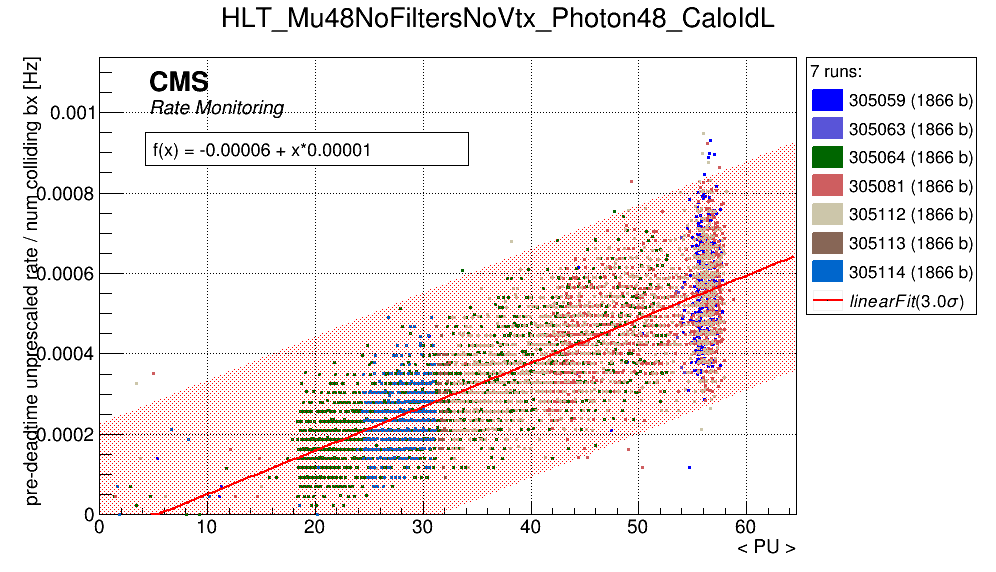 HLT_Mu48NoFiltersNoVtx_Photon48_CaloIdL
pre-deadtime unprescaled rate / num colliding bx [Hz]
CMS
Rate Monitoring
f(x) = -0.00006 + x*0.00001
0.001
0.0008
0.0006
0.0004
0.0002
0
0 10 20 30 40 50 60
< PU >
7 runs:
305059 (1866 b)
305063 (1866 b)
305064 (1866 b)
305081 (1866 b)
305112 (1866 b)
305113 (1866 b)
305114 (1866 b)
linearFit(3.0σ)